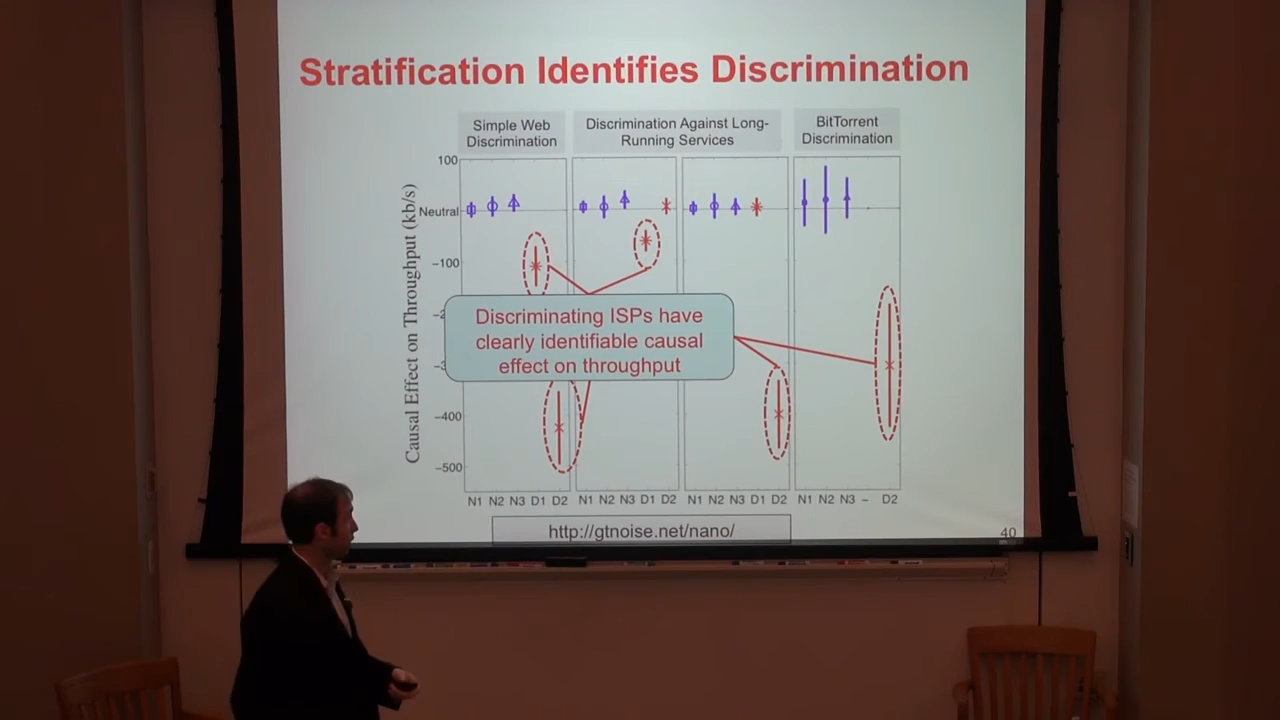 Stratification Identifies Discrimination
Simple Web
Discrimination
Discrimination Against Long-
Running Services
BitTorrent
Discrimination
Causal Effect on Throughput (kb/s)
100
Neutral
−100
−2
−3
−400
−500
Discriminating ISPs have
clearly identifiable causal
effect on throughput
N1 N2 N3 D1 D2
N1 N2 N3 D1 D2
N1 N2 N3 D1 D2
N1 N2 N3 – D2
http://gtnoise.net/nano/
40